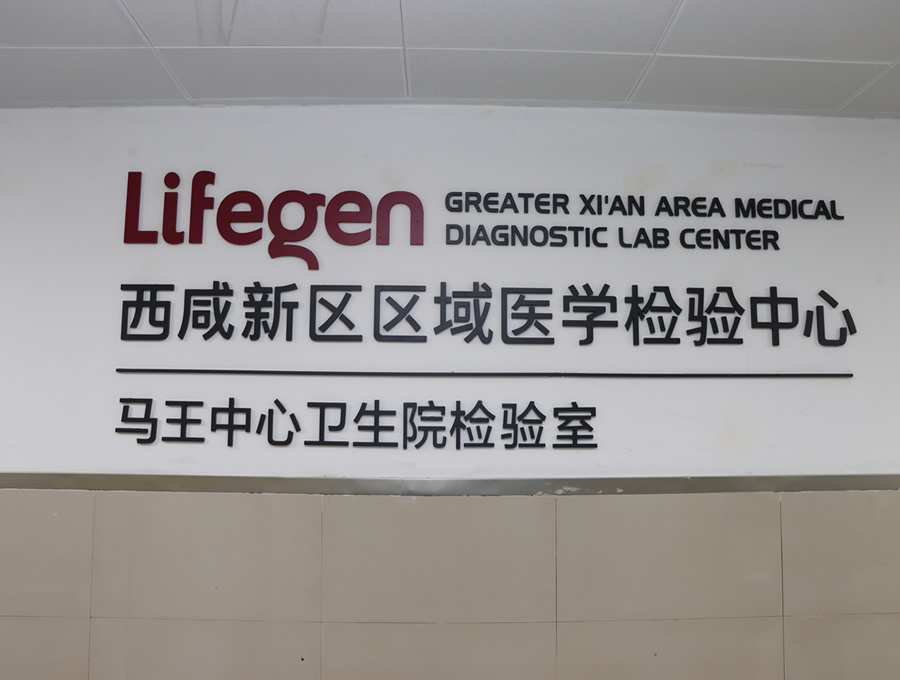 Lifegen
GREATER XI'AN AREA MEDICAL
DIAGNOSTIC LAB CENTER
西咸新区区域医学检验中心
马王中心卫生院检验室